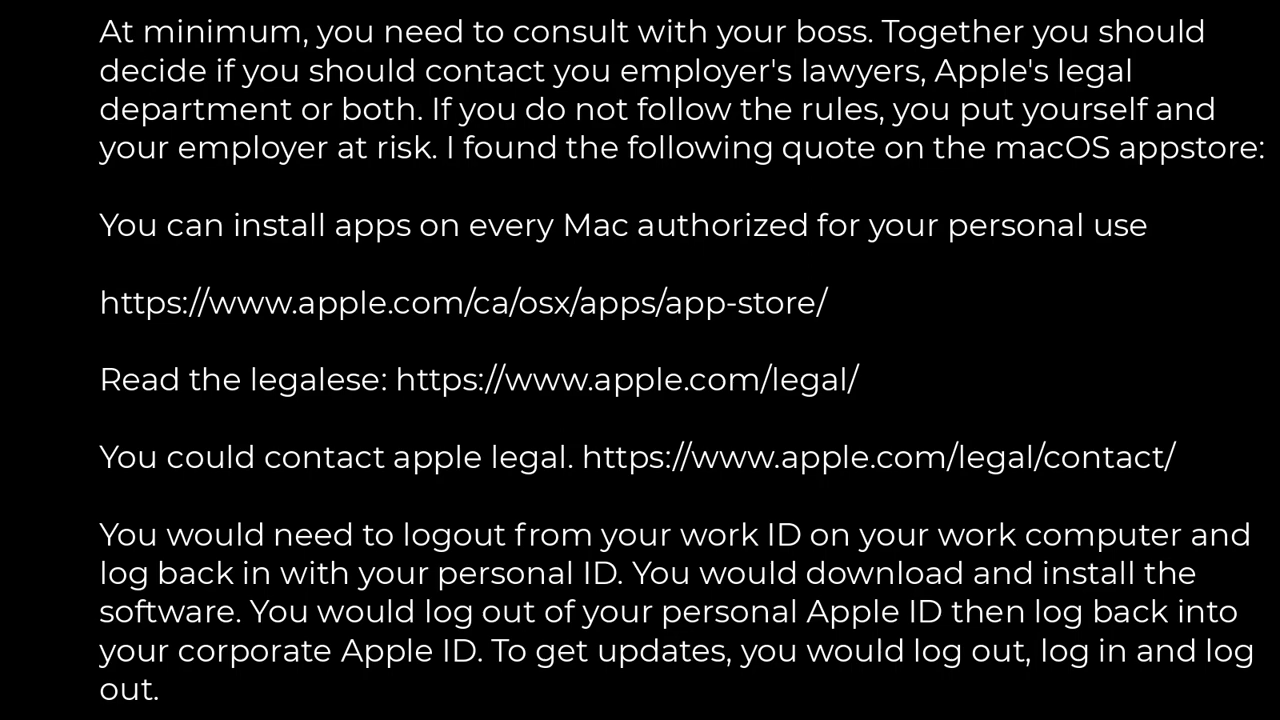 At minimum, you need to consult with your boss. Together you should
decide if you should contact you employer's lawyers, Apple's legal
department or both. If you do not follow the rules, you put yourself and
your employer at risk. I found the following quote on the macOS appstore:
You can install apps on every Mac authorized for your personal use
https://www.apple.com/ca/osx/apps/app-store/
Read the legalese: https://www.apple.com/legal/
You could contact apple legal. https://www.apple.com/legal/contact/
You would need to logout from your work ID on your work computer and
log back in with your personal ID. You would download and install the
software. You would log out of your personal Apple ID then log back into
your corporate Apple ID. To get updates, you would log out, log in and log
out.